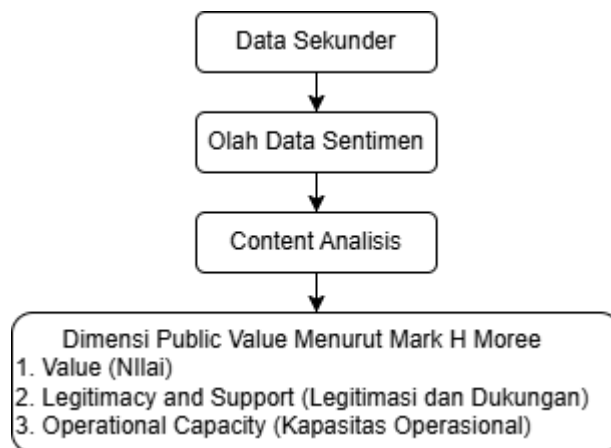 Data Sekunder
Olah Data Sentimen
Content Analisis
Dimensi Public Value Menurut Mark H Moree
1. Value (NIlai)
2. Legitimacy and Support (Legitimasi dan Dukungan)
3. Operational Capacity (Kapasitas Operasional)